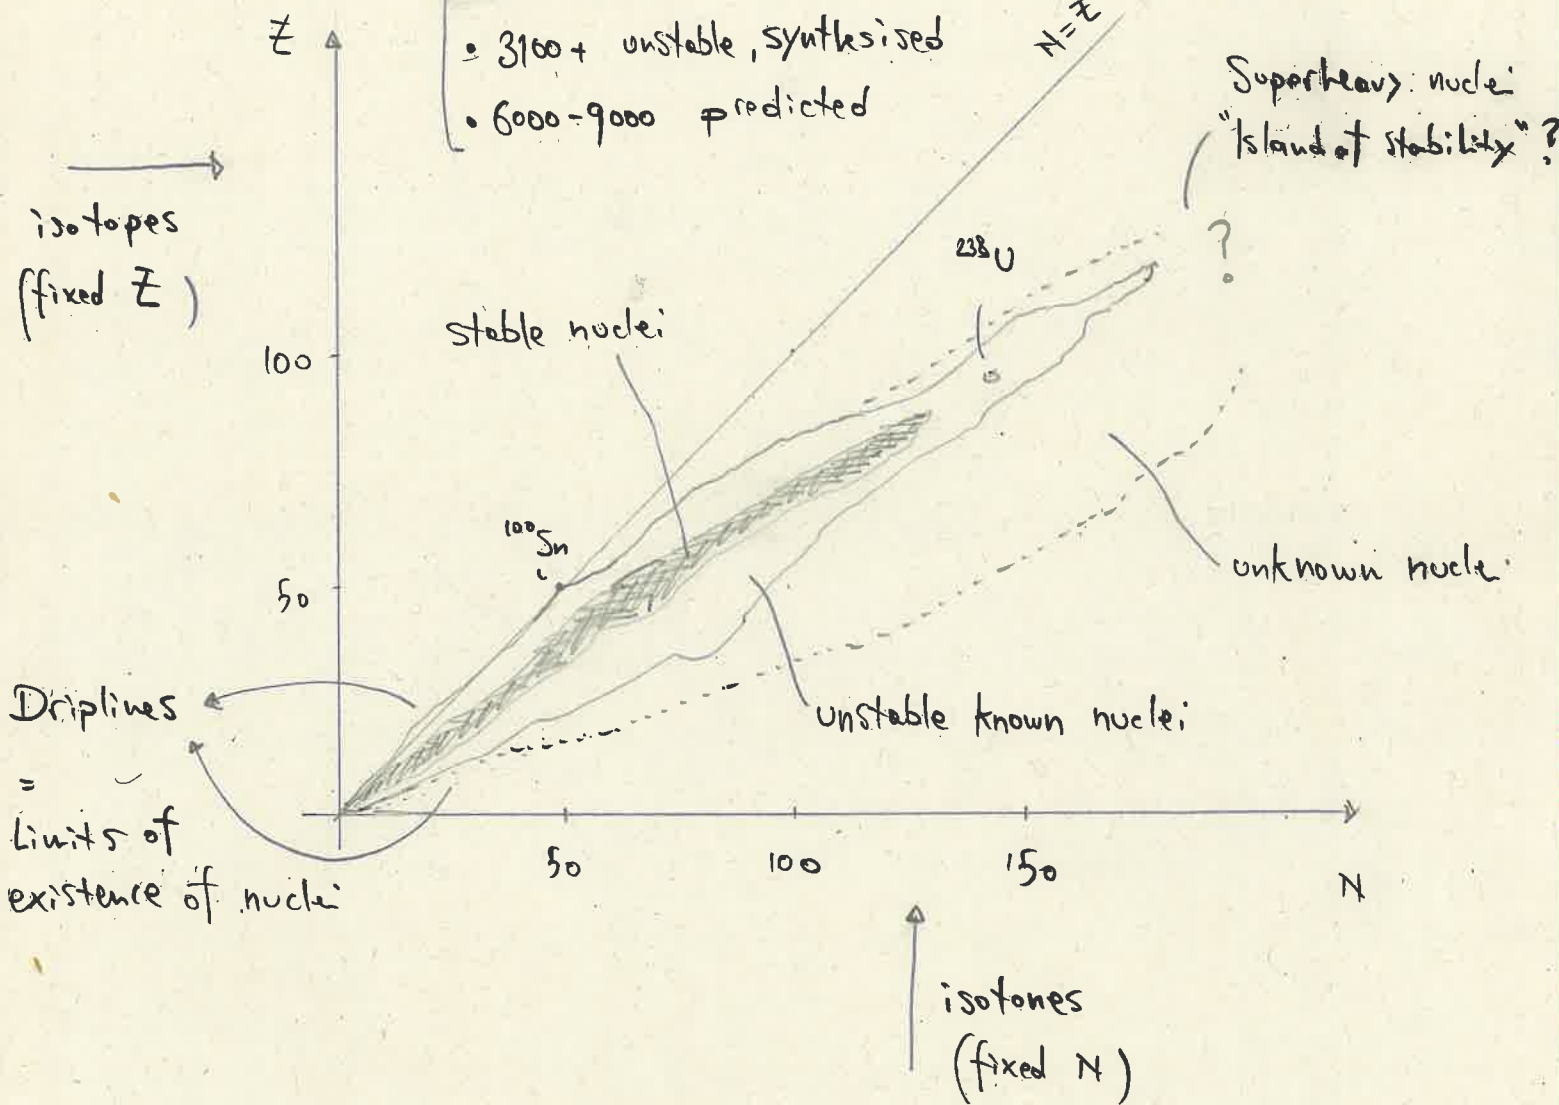 Z
• 3100+ unstable, synthesised
• 6000-9000 predicted
N=Z
Superheavy nuclei
"Island of stability"?
?
isotopes
(fixed Z)
²³⁸U
stable nuclei
100
¹⁰⁰Sn
50
unknown nuclei
Driplines
=
Limits of
existence of nuclei
unstable known nuclei
50
100
150
N
isotones
(fixed N)